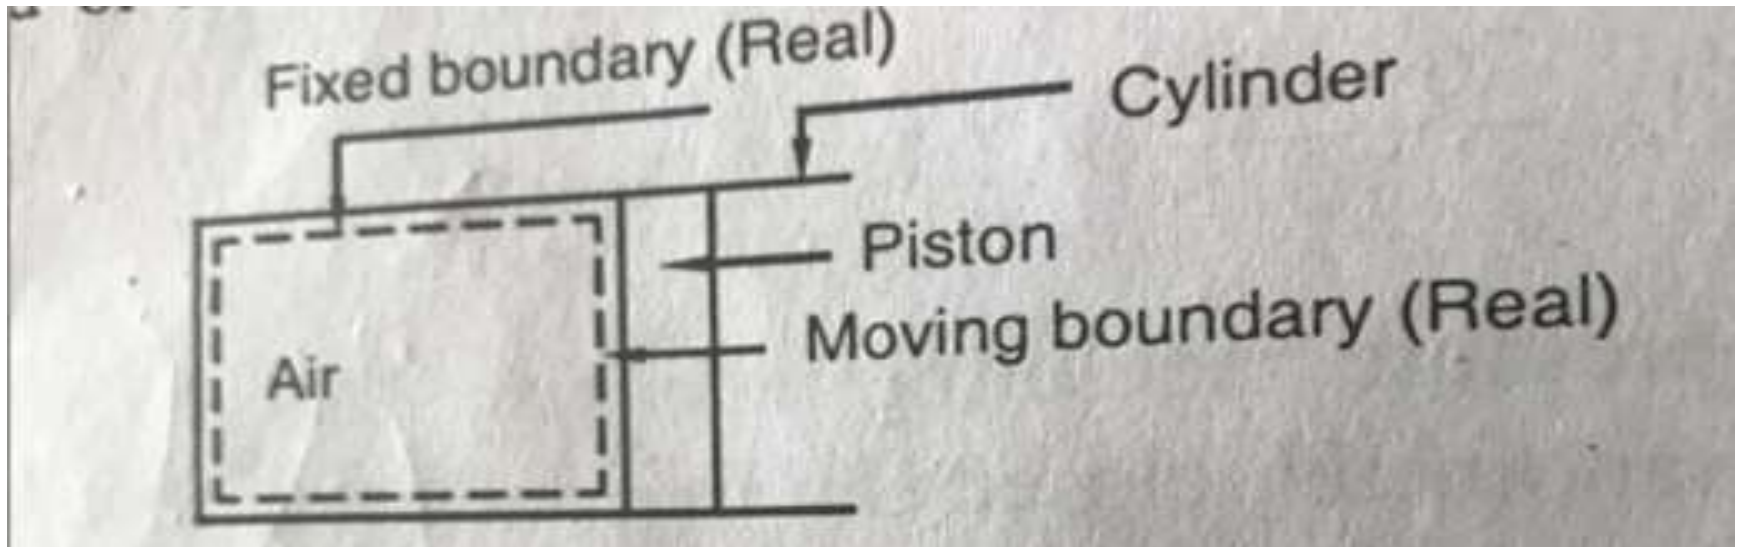 Fixed boundary (Real)
Cylinder
Piston
Moving boundary (Real)
Air